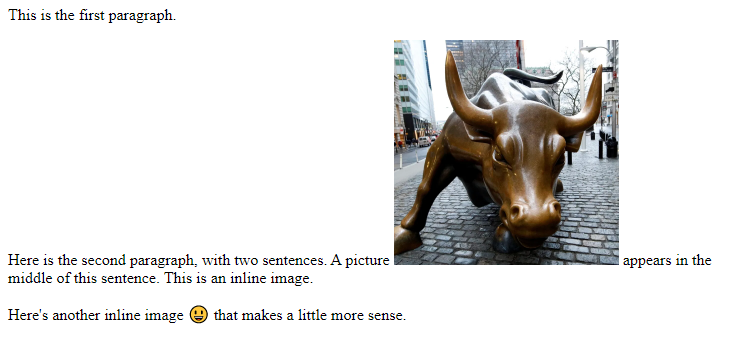 This is the first paragraph.
Here is the second paragraph, with two sentences. A picture appears in the
middle of this sentence. This is an inline image.
Here's another inline image 😃 that makes a little more sense.